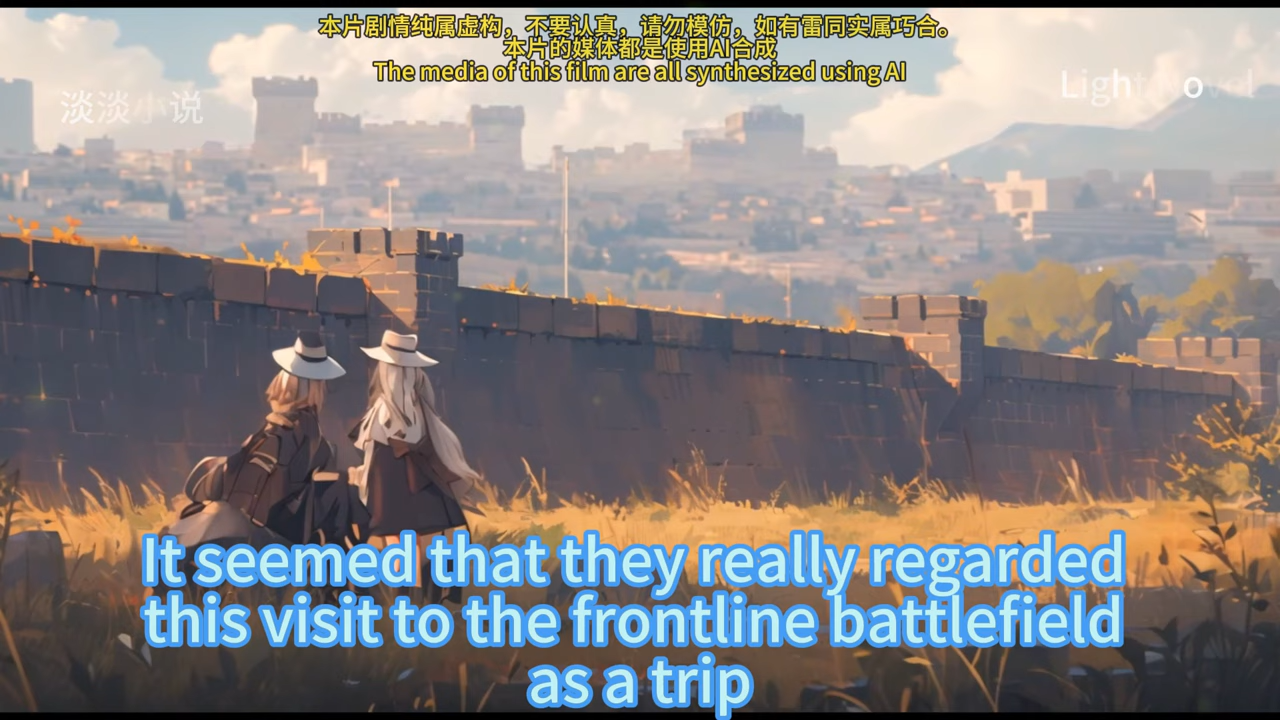 本片剧情纯属虚构，不要认真，请勿模仿，如有雷同实属巧合。
本片的媒体都是使用AI合成
The media of this film are all synthesized using AI
淡淡小说
Light Novel
It seemed that they really regarded
this visit to the frontline battlefield
as a trip